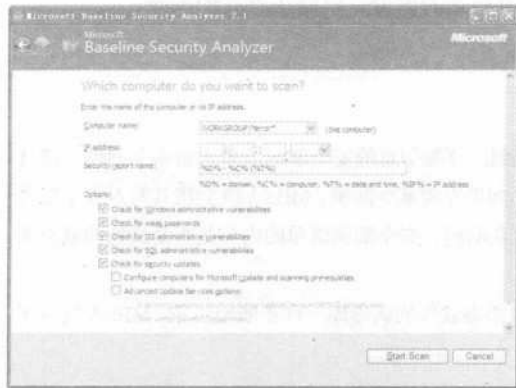 Microsoft Baseline Security Analyzer 2.1
Microsoft
Baseline Security Analyzer
Microsoft
Which computer do you want to scan?
Enter the name of the computer or its IP address.
Computer name:
(this computer)
IP address:
Security report name:
%D% - %C% (%T%)
%D% = domain, %C% = computer, %T% = date and time, %IP% = IP address
Options:
Check for Windows administrative vulnerabilities
Check for weak passwords
Check for IIS administrative vulnerabilities
Check for SQL administrative vulnerabilities
Check for security updates
Configure computers for Microsoft Update and scanning prerequisites
Advanced Update Services options:
Start Scan
Cancel